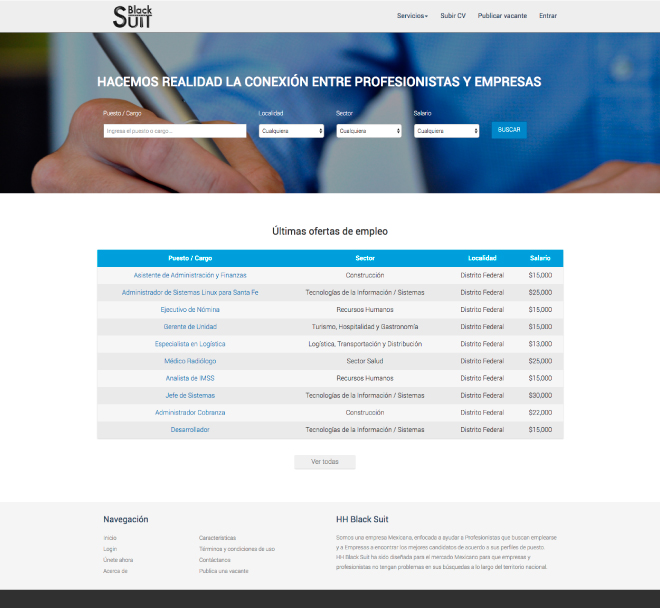 Black
Suit
Servicios Subir CV Publicar vacante Entrar
HACEMOS REALIDAD LA CONEXIÓN ENTRE PROFESIONISTAS Y EMPRESAS
Puesto / Cargo Localidad Sector Salario
Ingresa el puesto o cargo... Cualquiera Cualquiera Cualquiera BUSCAR
Últimas ofertas de empleo
Puesto / Cargo Sector Localidad Salario
Asistente de Administración y Finanzas Construcción Distrito Federal $15,000
Administrador de Sistemas Linux para Santa Fe Tecnologías de la Información / Sistemas Distrito Federal $25,000
Ejecutivo de Nómina Recursos Humanos Distrito Federal $15,000
Gerente de Unidad Turismo, Hospitalidad y Gastronomía Distrito Federal $15,000
Especialista en Logística Logística, Transportación y Distribución Distrito Federal $13,000
Médico Radiólogo Sector Salud Distrito Federal $25,000
Analista de IMSS Recursos Humanos Distrito Federal $15,000
Jefe de Sistemas Tecnologías de la Información / Sistemas Distrito Federal $30,000
Administrador Cobranza Construcción Distrito Federal $22,000
Desarrollador Tecnologías de la Información / Sistemas Distrito Federal $15,000
Ver todas
Navegación
Inicio Características
Login Términos y condiciones de uso
Únete ahora Contáctanos
Acerca de Publica una vacante
HH Black Suit
Somos una empresa Mexicana, enfocada a ayudar a Profesionistas que buscan emplearse
y a Empresas a encontrar los mejores candidatos de acuerdo a sus perfiles de puesto.
HH Black Suit ha sido diseñada para el mercado Mexicano para que empresas y
profesionistas no tengan problemas en sus búsquedas a lo largo del territorio nacional.